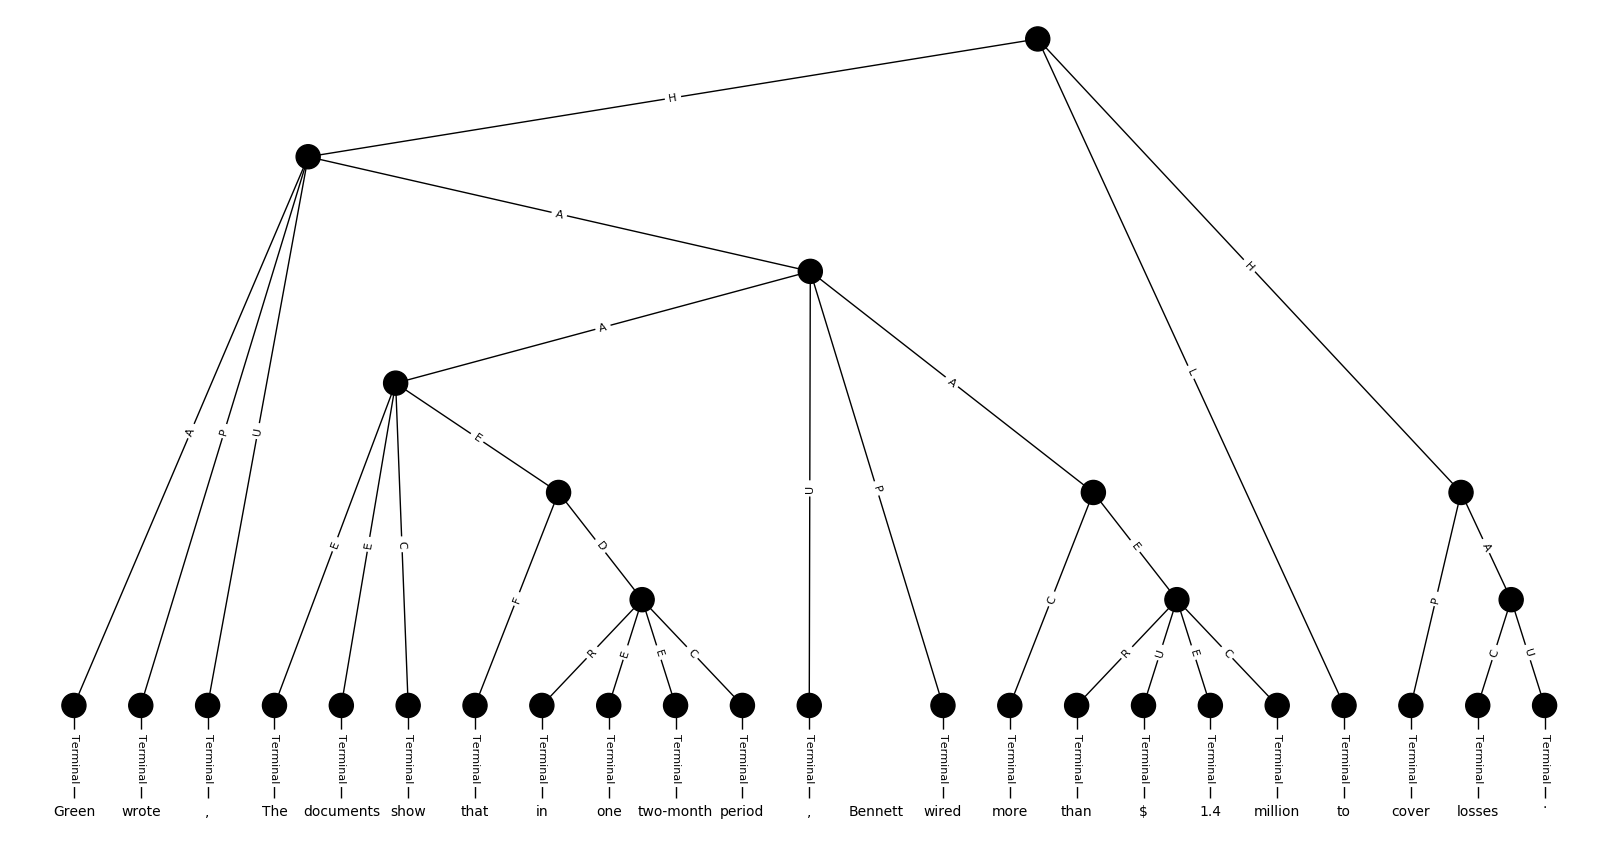 H
A
H
A
L
A
A
P
U
E
U
P
E
E
C
D
E
A
F
C
P
R
E
E
C
R
U
E
C
C
U
Terminal Terminal Terminal Terminal Terminal Terminal Terminal Terminal Terminal Terminal Terminal Terminal Terminal Terminal Terminal Terminal Terminal Terminal Terminal Terminal Terminal Terminal
Green wrote , The documents show that in one two-month period , Bennett wired more than $ 1.4 million to cover losses .